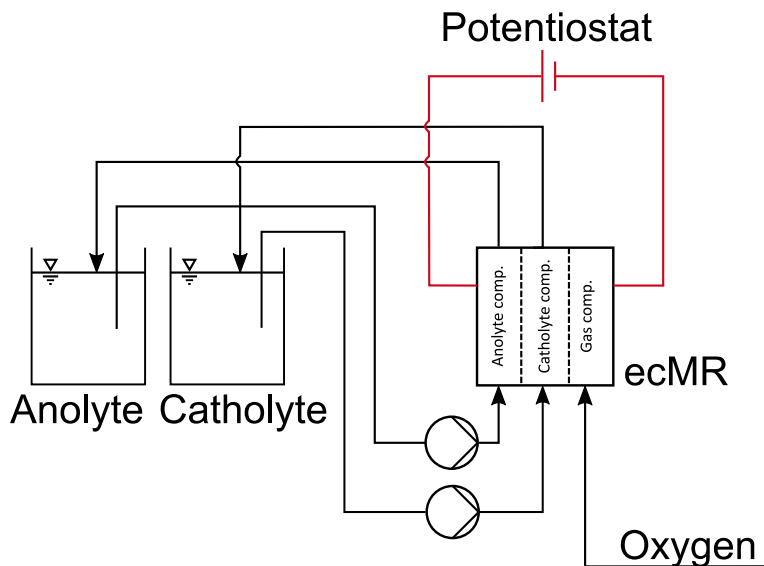 Potentiostat
Anolyte comp.
Catholyte comp.
Gas comp.
ecMR
Anolyte
Catholyte
Oxygen